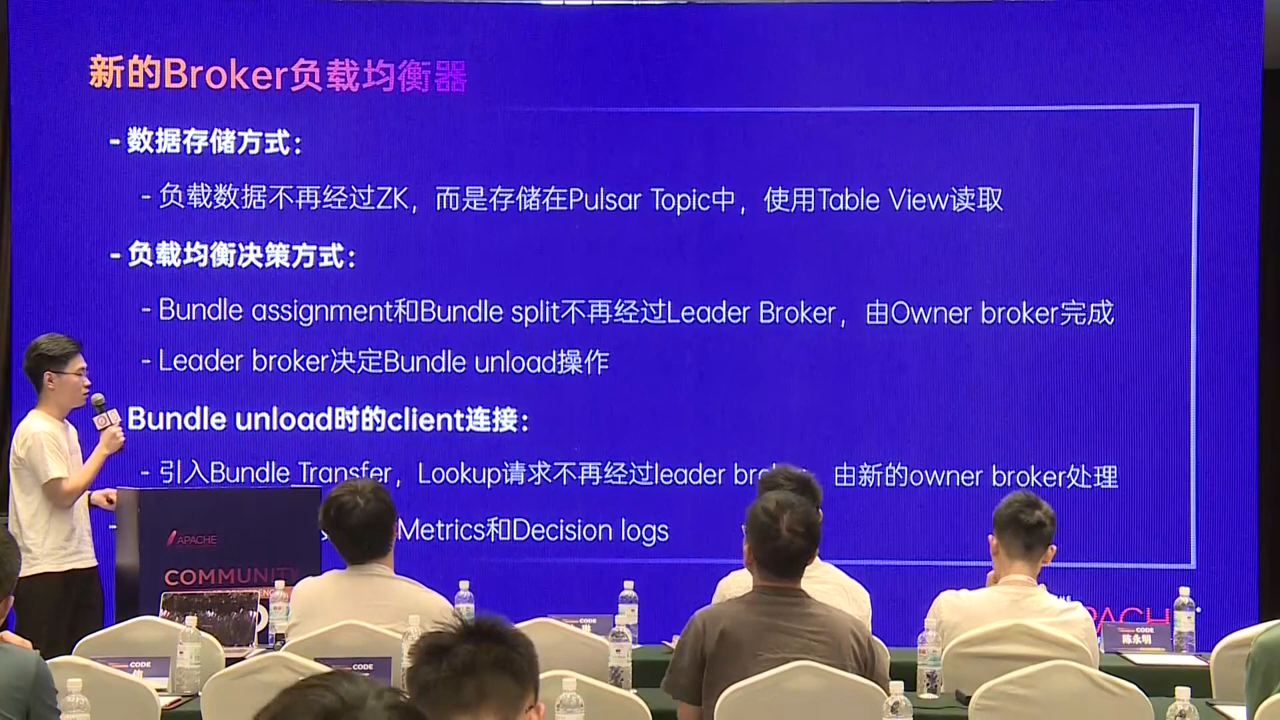 新的Broker负载均衡器
- 数据存储方式：
- 负载数据不再经过ZK，而是存储在Pulsar Topic中，使用Table View读取
- 负载均衡决策方式：
- Bundle assignment和Bundle split不再经过Leader Broker，由Owner broker完成
- Leader broker决定Bundle unload操作
Bundle unload时的client连接：
- 引入Bundle Transfer，Lookup请求不再经过leader 由新的owner broker处理
Metrics和Decision logs
APACHE
COMMUNITY
CODE
APACH
CODE
陈永明
CODE
CODE